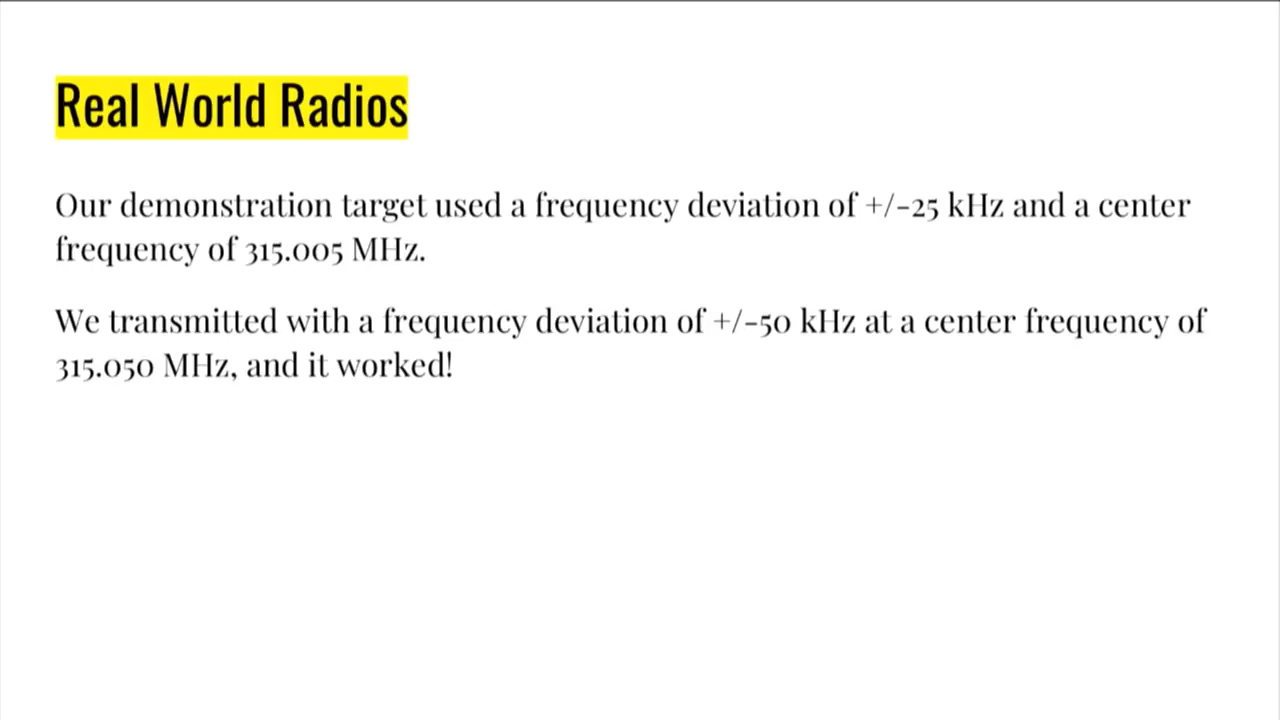 Real World Radios
Our demonstration target used a frequency deviation of +/-25 kHz and a center
frequency of 315.005 MHz.
We transmitted with a frequency deviation of +/-50 kHz at a center frequency of
315.050 MHz, and it worked!